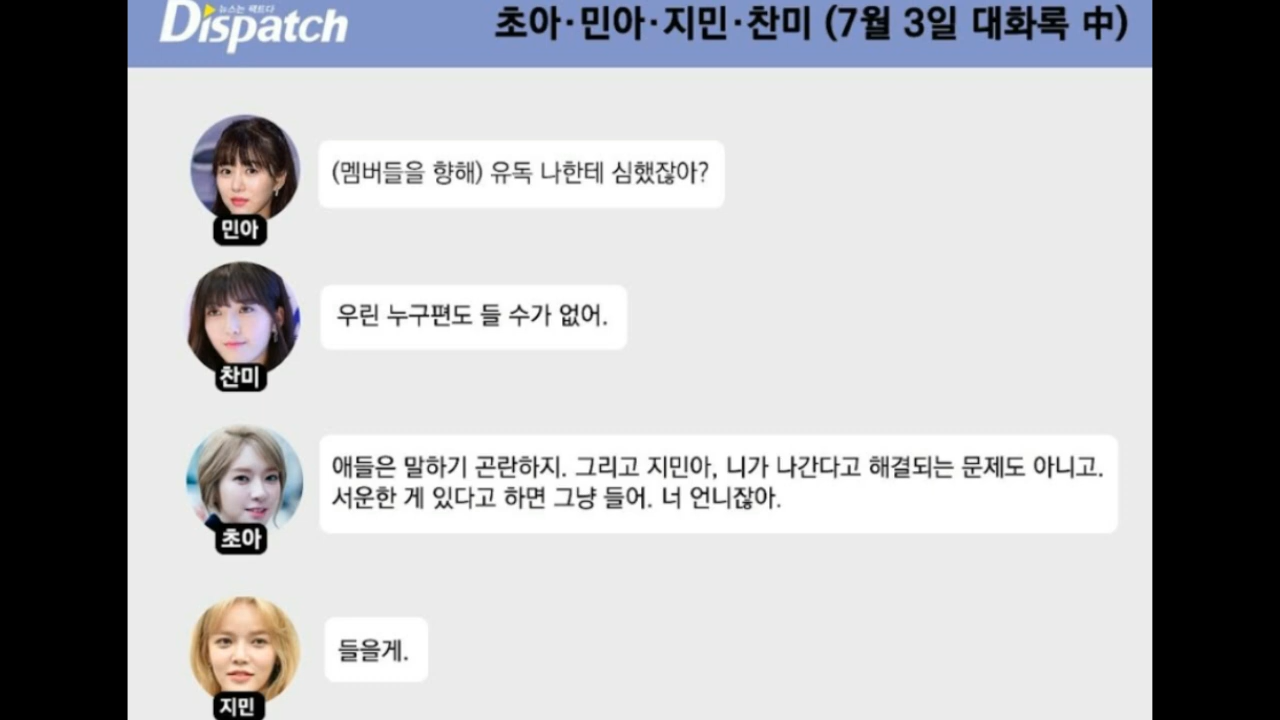 뉴스는 팩트다
Dispatch
초아·민아·지민·찬미 (7월 3일 대화록 中)
(멤버들을 향해) 유독 나한테 심했잖아?
민아
우린 누구편도 들 수가 없어.
찬미
애들은 말하기 곤란하지. 그리고 지민아, 니가 나간다고 해결되는 문제도 아니고.
서운한 게 있다고 하면 그냥 들어. 너 언니잖아.
초아
들을게.
지민